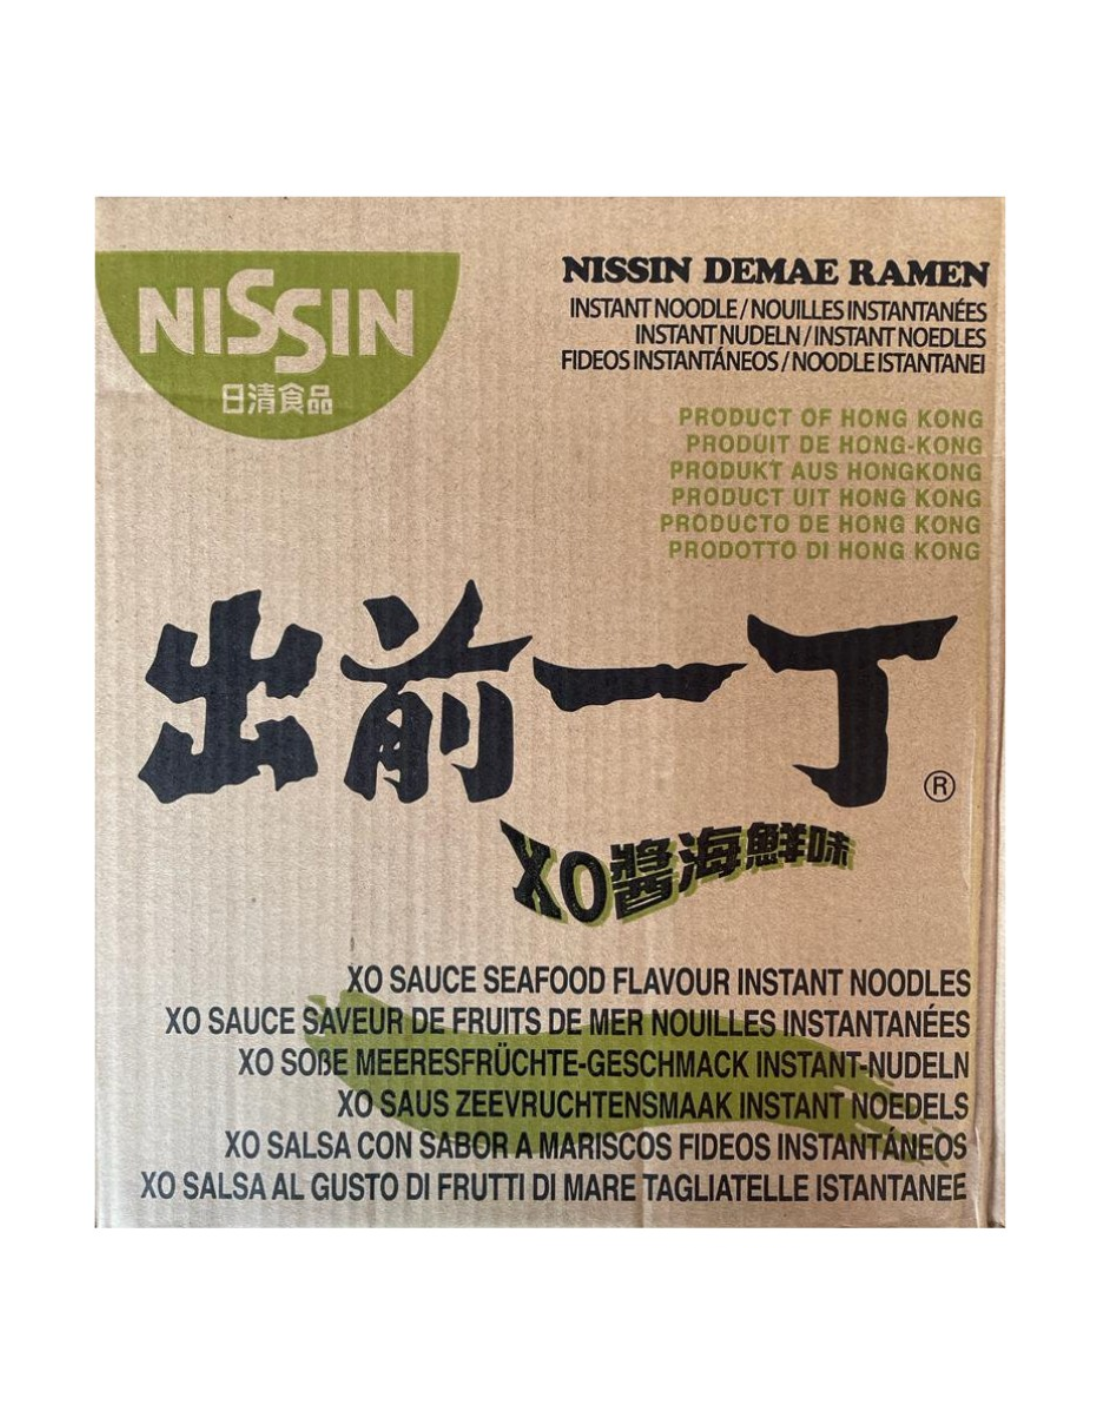 NISSIN
日清食品
NISSIN DEMAE RAMEN
INSTANT NOODLE / NOUILLES INSTANTANÉES
INSTANT NUDELN / INSTANT NOEDLES
FIDEOS INSTANTÁNEOS / NOODLE ISTANTANEI
PRODUCT OF HONG KONG
PRODUIT DE HONG-KONG
PRODUKT AUS HONGKONG
PRODUCT UIT HONG KONG
PRODUCTO DE HONG KONG
PRODOTTO DI HONG KONG
出前一丁®
XO醬海鮮味
XO SAUCE SEAFOOD FLAVOUR INSTANT NOODLES
XO SAUCE SAVEUR DE FRUITS DE MER NOUILLES INSTANTANÉES
XO SOßE MEERESFRÜCHTE-GESCHMACK INSTANT-NUDELN
XO SAUS ZEEVRUCHTENSMAAK INSTANT NOEDELS
XO SALSA CON SABOR A MARISCOS FIDEOS INSTANTÁNEOS
XO SALSA AL GUSTO DI FRUTTI DI MARE TAGLIATELLE ISTANTANEE